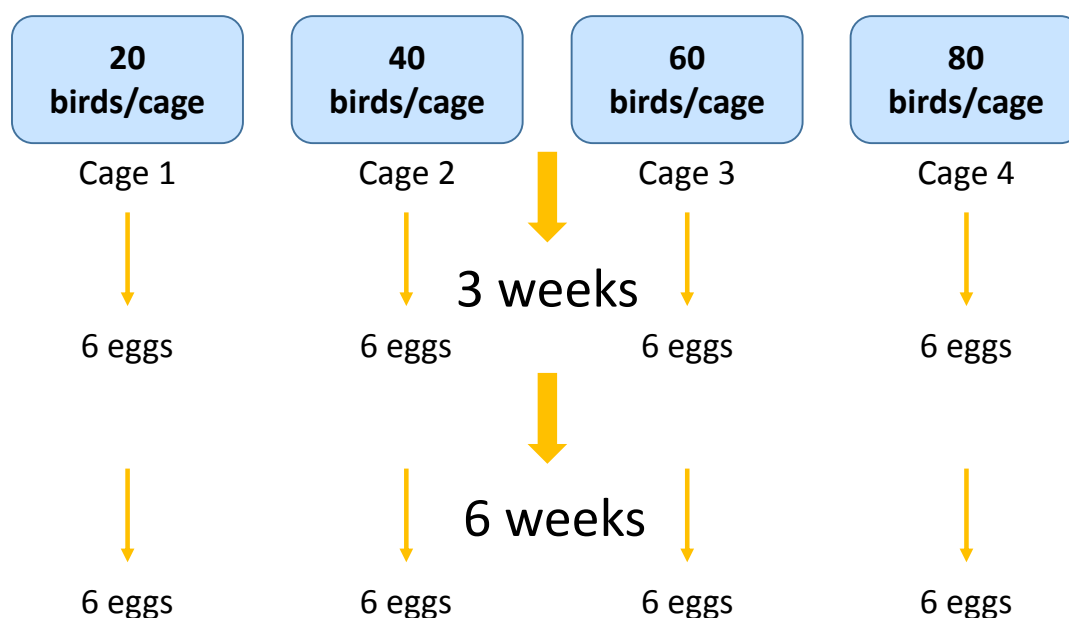 20
birds/cage
40
birds/cage
60
birds/cage
80
birds/cage
Cage 1
Cage 2
Cage 3
Cage 4
3 weeks
6 eggs
6 eggs
6 eggs
6 eggs
6 weeks
6 eggs
6 eggs
6 eggs
6 eggs